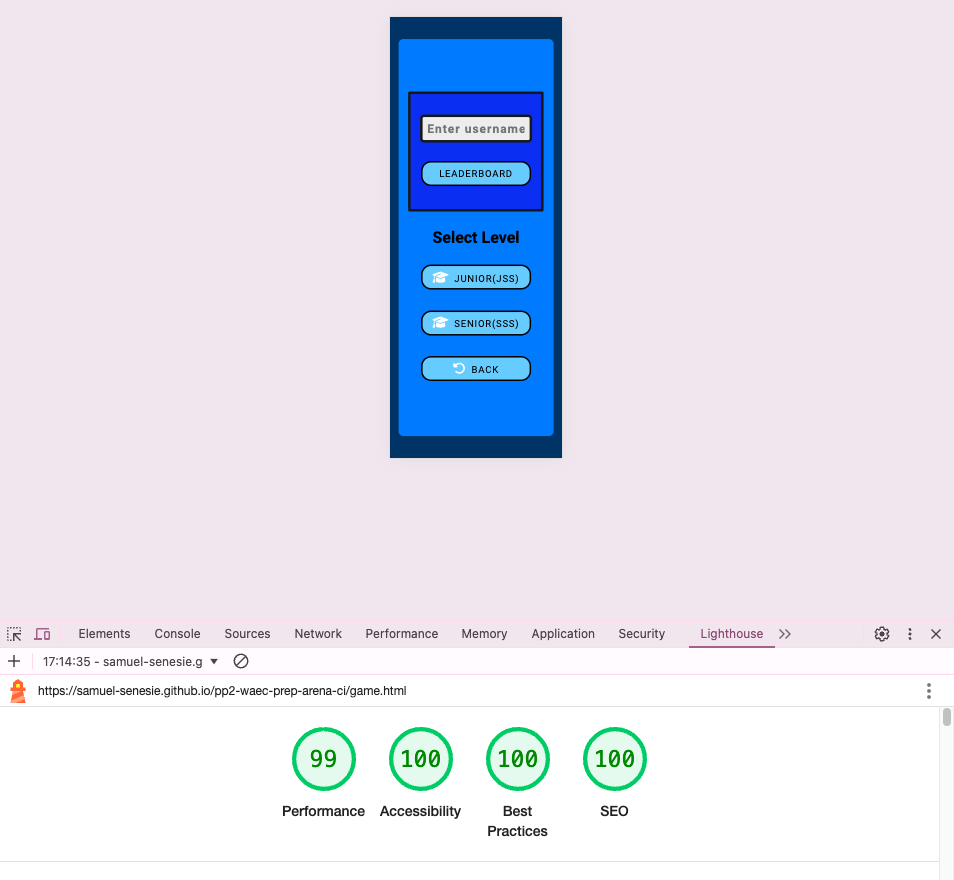 Enter username
LEADERBOARD
Select Level
JUNIOR(JSS)
SENIOR(SSS)
BACK
Elements Console Sources Network Performance Memory Application Security Lighthouse
17:14:35 - samuel-senesie.g
https://samuel-senesie.github.io/pp2-waec-prep-arena-ci/game.html
99 100 100 100
Performance Accessibility Best Practices SEO